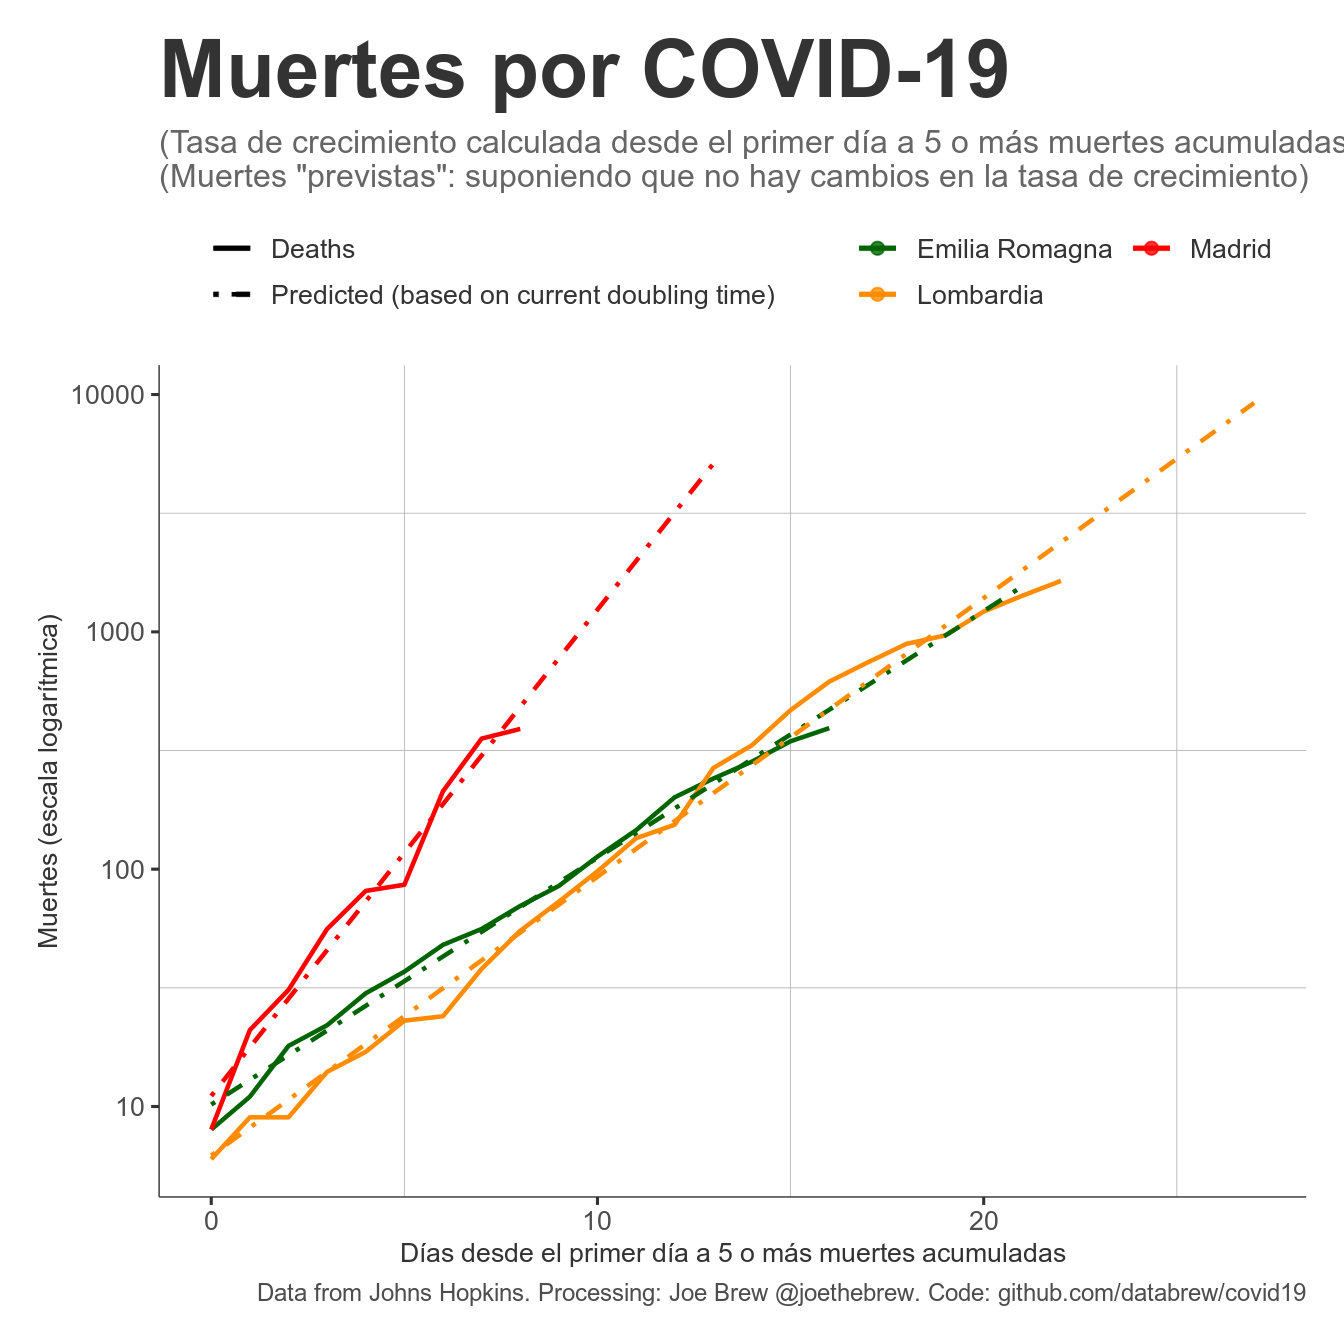 Muertes por COVID-19
(Tasa de crecimiento calculada desde el primer día a 5 o más muertes acumuladas
(Muertes "previstas": suponiendo que no hay cambios en la tasa de crecimiento)
Deaths
Predicted (based on current doubling time)
Emilia Romagna
Madrid
Lombardia
10000
1000
100
10
Muertes (escala logarítmica)
0
10
20
Días desde el primer día a 5 o más muertes acumuladas
Data from Johns Hopkins. Processing: Joe Brew @joethebrew. Code: github.com/databrew/covid19